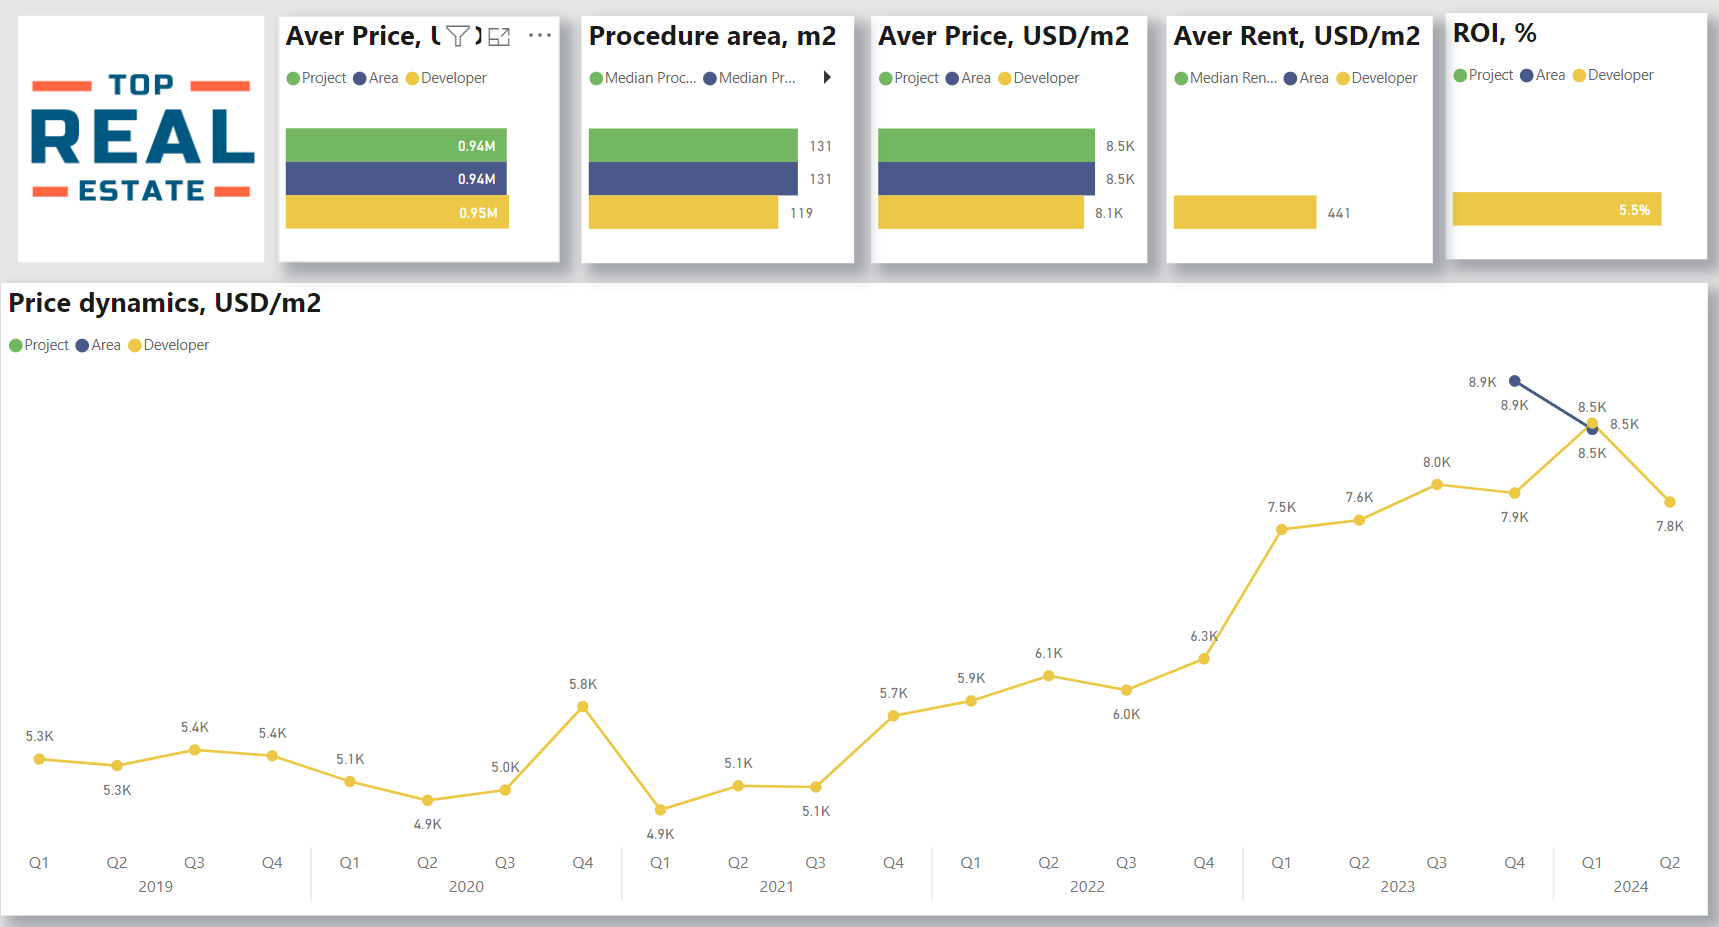 TOP
REAL
ESTATE
Aver Price,
Project Area Developer
0.94M
0.94M
0.95M
Procedure area, m2
Median Proc... Median Pr...
131
131
119
Aver Price, USD/m2
Project Area Developer
8.5K
8.5K
8.1K
Aver Rent, USD/m2
Median Ren... Area Developer
441
ROI, %
Project Area Developer
5.5%
Price dynamics, USD/m2
Project Area Developer
5.3K
5.3K
5.4K
5.4K
5.1K
4.9K
5.0K
5.8K
4.9K
5.1K
5.1K
5.7K
5.9K
6.1K
6.0K
6.3K
7.5K
7.6K
8.0K
7.9K
8.9K
8.9K
8.5K
8.5K
8.5K
7.8K
Q1 Q2 Q3 Q4 Q1 Q2 Q3 Q4 Q1 Q2 Q3 Q4 Q1 Q2 Q3 Q4 Q1 Q2 Q3 Q4 Q1 Q2
2019 2020 2021 2022 2023 2024